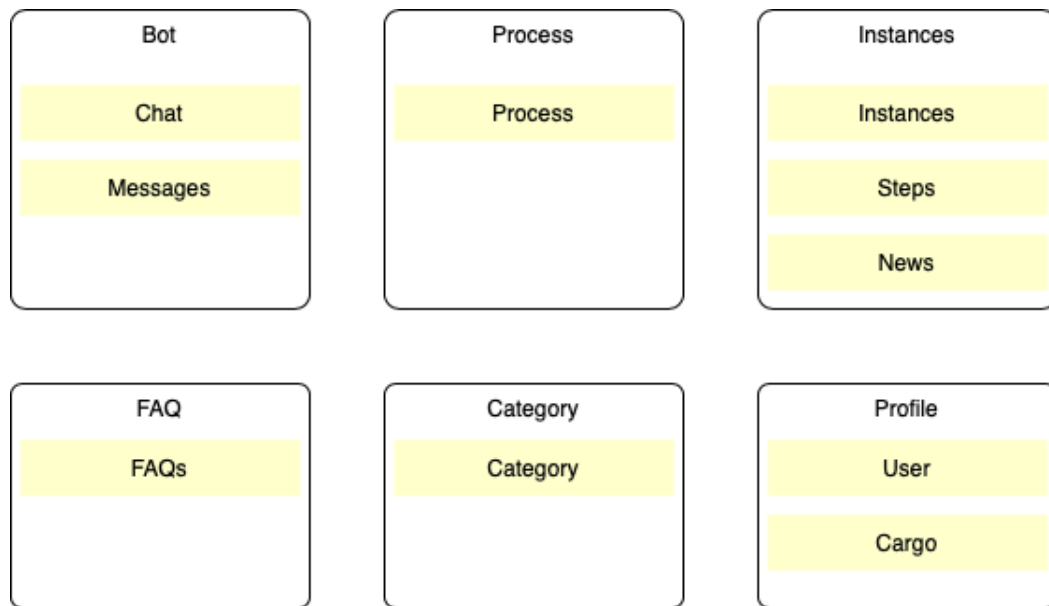 Bot
Chat
Messages
Process
Process
Instances
Instances
Steps
News
FAQ
FAQs
Category
Category
Profile
User
Cargo